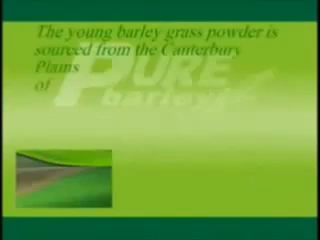 The young barley grass powder is
sourced from the Canterbury
Plains
of
PURE
barley